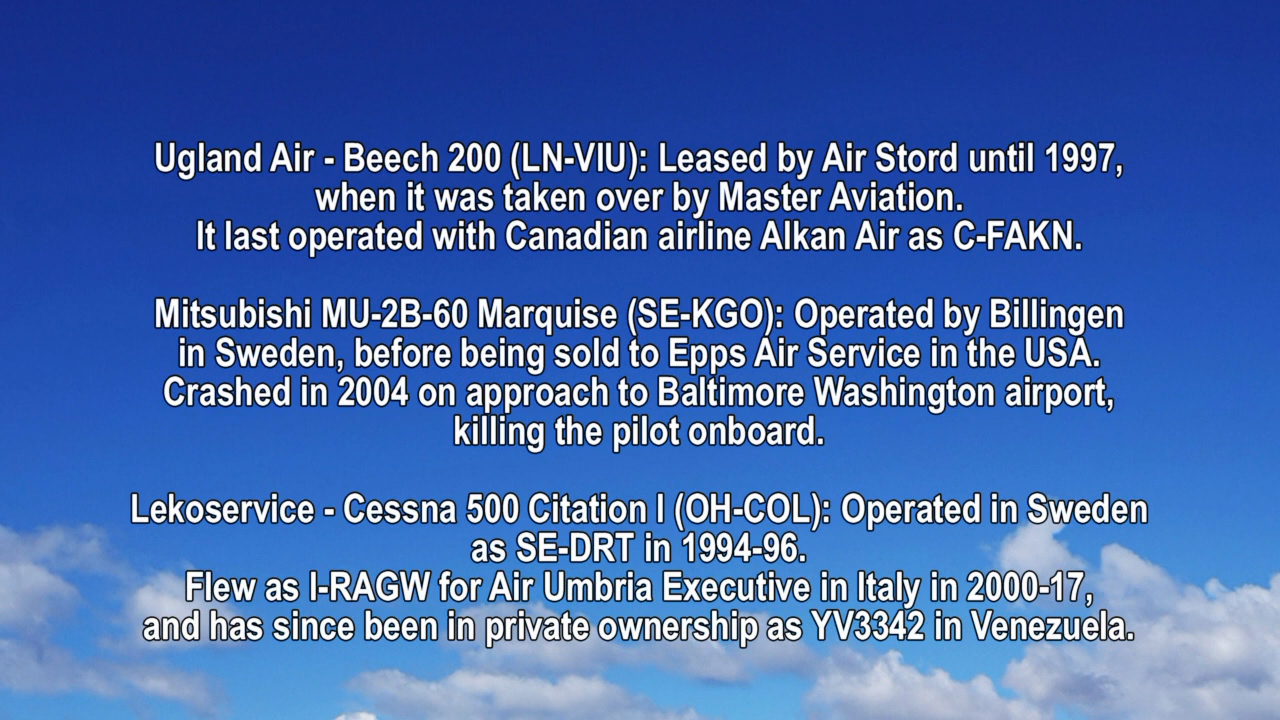 Ugland Air - Beech 200 (LN-VIU): Leased by Air Stord until 1997,
when it was taken over by Master Aviation.
It last operated with Canadian airline Alkan Air as C-FAKN.
Mitsubishi MU-2B-60 Marquise (SE-KGO): Operated by Billingen
in Sweden, before being sold to Epps Air Service in the USA.
Crashed in 2004 on approach to Baltimore Washington airport,
killing the pilot onboard.
Lekoservice - Cessna 500 Citation I (OH-COL): Operated in Sweden
as SE-DRT in 1994-96.
Flew as I-RAGW for Air Umbria Executive in Italy in 2000-17,
and has since been in private ownership as YV3342 in Venezuela.